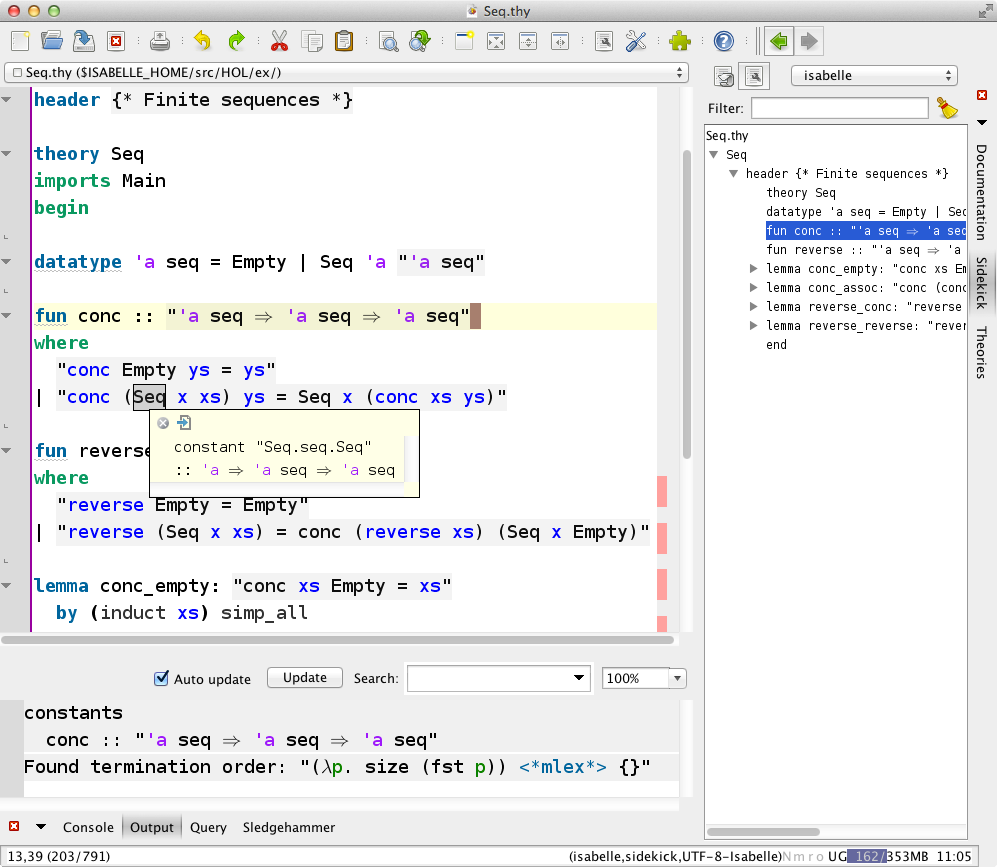 Seq.thy
Seq.thy ($ISABELLE_HOME/src/HOL/ex/)
header {* Finite sequences *}
theory Seq
imports Main
begin
datatype 'a seq = Empty | Seq 'a "'a seq"
fun conc :: "'a seq ⇒ 'a seq ⇒ 'a seq"
where
"conc Empty ys = ys"
| "conc (Seq x xs) ys = Seq x (conc xs ys)"
constant "Seq.seq.Seq"
:: 'a ⇒ 'a seq ⇒ 'a seq
fun reverse
where
"reverse Empty = Empty"
| "reverse (Seq x xs) = conc (reverse xs) (Seq x Empty)"
lemma conc_empty: "conc xs Empty = xs"
by (induct xs) simp_all
isabelle
Filter:
Seq.thy
Seq
header {* Finite sequences *}
theory Seq
datatype 'a seq = Empty | Seq
fun conc :: "'a seq ⇒ 'a seq
fun reverse :: "'a seq ⇒ 'a
lemma conc_empty: "conc xs Em
lemma conc_assoc: "conc (conc
lemma reverse_conc: "reverse
lemma reverse_reverse: "rever
end
Documentation
Sidekick
Theories
Auto update
Update
Search:
100%
constants
conc :: "'a seq ⇒ 'a seq ⇒ 'a seq"
Found termination order: "(λp. size (fst p)) <*mlex*> {}"
Console
Output
Query
Sledgehammer
13,39 (203/791)
(isabelle,sidekick,UTF-8-Isabelle)Nmro UG 162/353MB 11:05